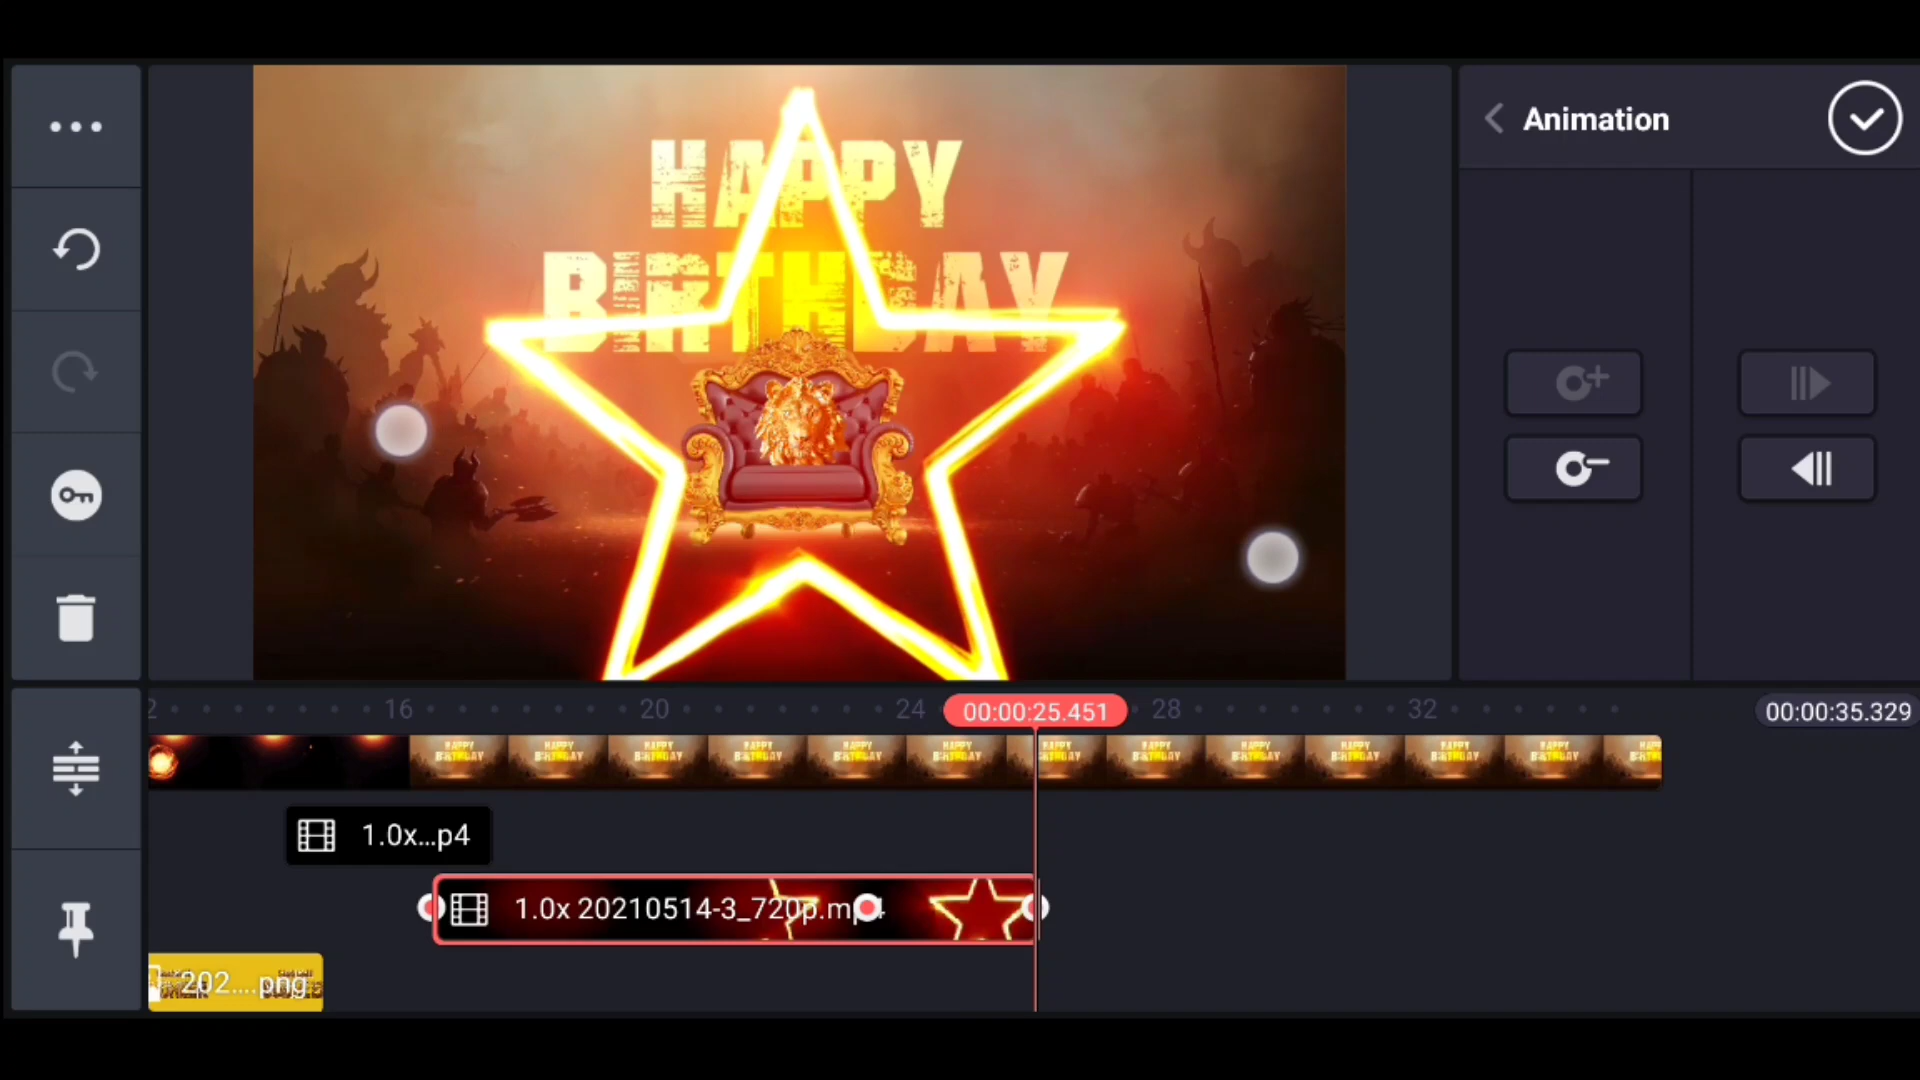 Animation
HAPPY
BIRTHDAY
2
16
20
24
00:00:25.451
28
32
00:00:35.329
1.0x...p4
1.0x 20210514-3_720p.mp4
202....png